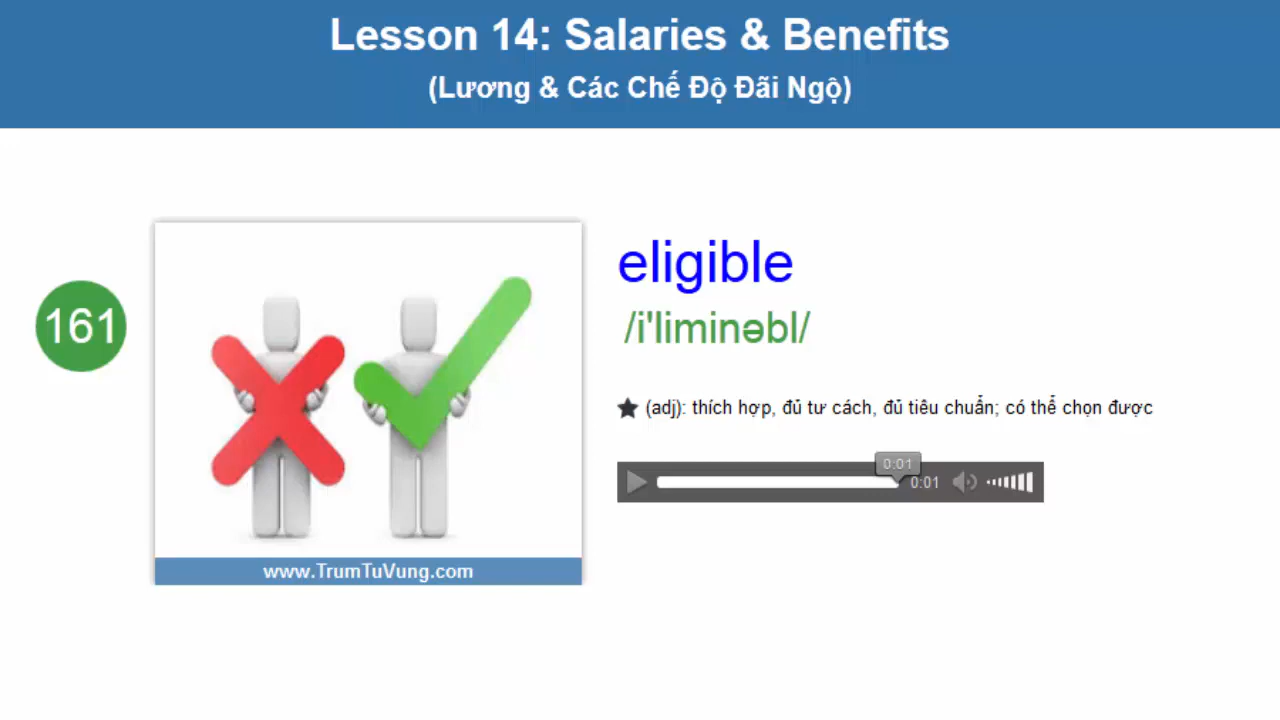 Lesson 14: Salaries & Benefits
(Lương & Các Chế Độ Đãi Ngộ)
161
eligible
/i'liminəbl/
(adj): thích hợp, đủ tư cách, đủ tiêu chuẩn; có thể chọn được
0:01
0:01
www.TrumTuVung.com